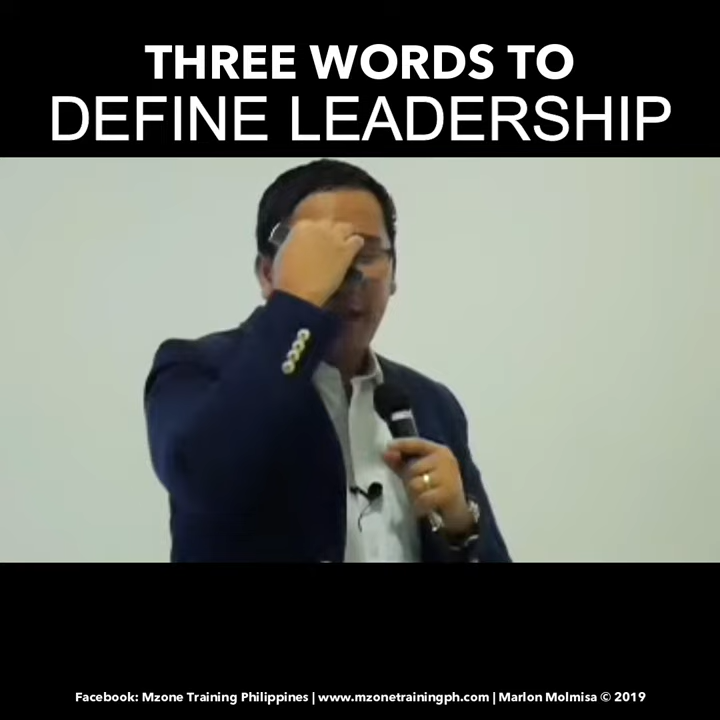 THREE WORDS TO
DEFINE LEADERSHIP
Facebook: Mzone Training Philippines | www.mzonetrainingph.com | Marlon Molmisa © 2019